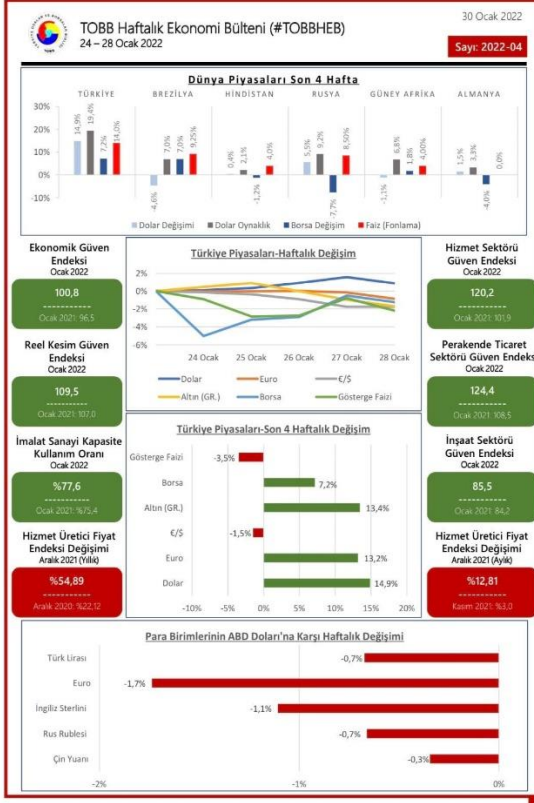 30 Ocak 2022
TOBB Haftalık Ekonomi Bülteni (#TOBBHEB)
24 – 28 Ocak 2022
Sayı: 2022-04
Dünya Piyasaları Son 4 Hafta
TÜRKİYE BREZİLYA HİNDİSTAN RUSYA GÜNEY AFRİKA ALMANYA
30%
20%
10%
0%
-10%
14,9% 19,4% 7,2% 14,0%
-4,6% 7,0% 7,0% 9,25%
0,4% 2,1% -1,2% 4,0%
5,5% 9,2% -7,7% 8,50%
-1,1% 6,8% 1,8% 4,00%
1,5% 3,3% -4,0% 0,0%
Dolar Değişimi Dolar Oynaklık Borsa Değişim Faiz (Fonlama)
Ekonomik Güven
Endeksi
Ocak 2022
100,8
-----------
Ocak 2021: 96,5
Reel Kesim Güven
Endeksi
Ocak 2022
109,5
-----------
Ocak 2021: 107,0
İmalat Sanayi Kapasite
Kullanım Oranı
Ocak 2022
%77,6
-----------
Ocak 2021: %75,4
Hizmet Üretici Fiyat
Endeksi Değişimi
Aralık 2021 (Yıllık)
%54,89
-----------
Aralık 2020: %22,12
Türkiye Piyasaları-Haftalık Değişim
2%
0%
-2%
-4%
-6%
24 Ocak 25 Ocak 26 Ocak 27 Ocak 28 Ocak
Dolar Euro €/$
Altın (GR.) Borsa Gösterge Faizi
Türkiye Piyasaları-Son 4 Haftalık Değişim
Gösterge Faizi -3,5%
Borsa 7,2%
Altın (GR.) 13,4%
€/$ -1,5%
Euro 13,2%
Dolar 14,9%
-10% -5% 0% 5% 10% 15% 20%
Hizmet Sektörü
Güven Endeksi
Ocak 2022
120,2
-----------
Ocak 2021: 101,9
Perakende Ticaret
Sektörü Güven Endeks
Ocak 2022
124,4
-----------
Ocak 2021: 108,5
İnşaat Sektörü
Güven Endeksi
Ocak 2022
85,5
-----------
Ocak 2021: 84,2
Hizmet Üretici Fiyat
Endeksi Değişimi
Aralık 2021 (Aylık)
%12,81
-----------
Kasım 2021: %3,0
Para Birimlerinin ABD Doları'na Karşı Haftalık Değişimi
Türk Lirası -0,7%
Euro -1,7%
İngiliz Sterlini -1,1%
Rus Rublesi -0,7%
Çin Yuanı -0,3%
-2% -1% 0%